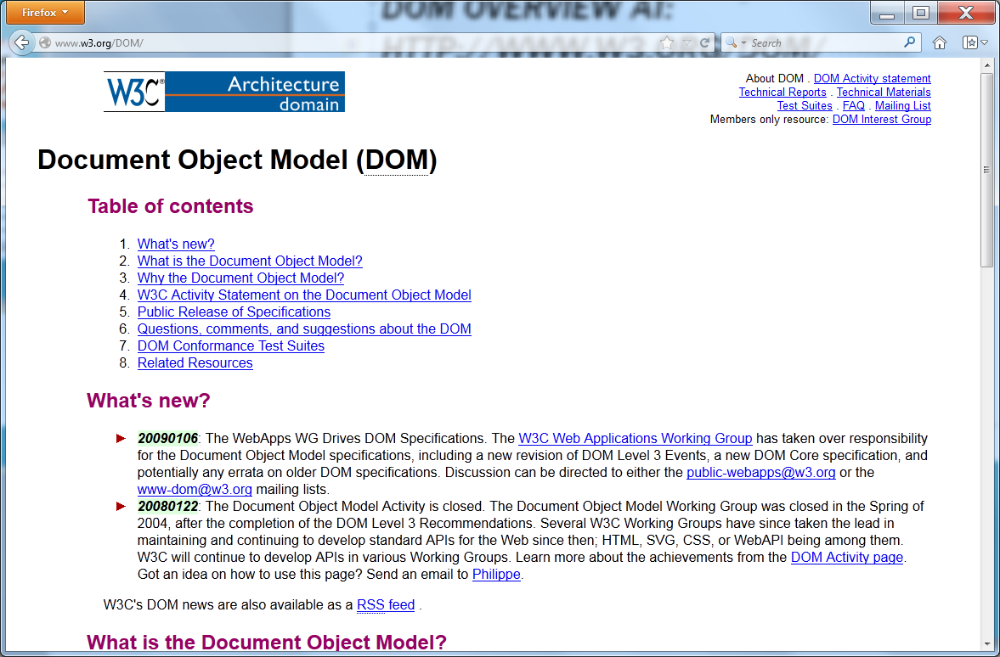 DOM OVERVIEW AT:
Firefox
HTTP://WWW.W3.ORG/DOM/
www.w3.org/DOM/
Search
W3C® Architecture
domain
About DOM . DOM Activity statement
Technical Reports . Technical Materials
Test Suites . FAQ . Mailing List
Members only resource: DOM Interest Group
Document Object Model (DOM)
Table of contents
1. What's new?
2. What is the Document Object Model?
3. Why the Document Object Model?
4. W3C Activity Statement on the Document Object Model
5. Public Release of Specifications
6. Questions, comments, and suggestions about the DOM
7. DOM Conformance Test Suites
8. Related Resources
What's new?
20090106: The WebApps WG Drives DOM Specifications. The W3C Web Applications Working Group has taken over responsibility
for the Document Object Model specifications, including a new revision of DOM Level 3 Events, a new DOM Core specification, and
potentially any errata on older DOM specifications. Discussion can be directed to either the public-webapps@w3.org or the
www-dom@w3.org mailing lists.
20080122: The Document Object Model Activity is closed. The Document Object Model Working Group was closed in the Spring of
2004, after the completion of the DOM Level 3 Recommendations. Several W3C Working Groups have since taken the lead in
maintaining and continuing to develop standard APIs for the Web since then; HTML, SVG, CSS, or WebAPI being among them.
W3C will continue to develop APIs in various Working Groups. Learn more about the achievements from the DOM Activity page.
Got an idea on how to use this page? Send an email to Philippe.
W3C's DOM news are also available as a RSS feed .
What is the Document Object Model?